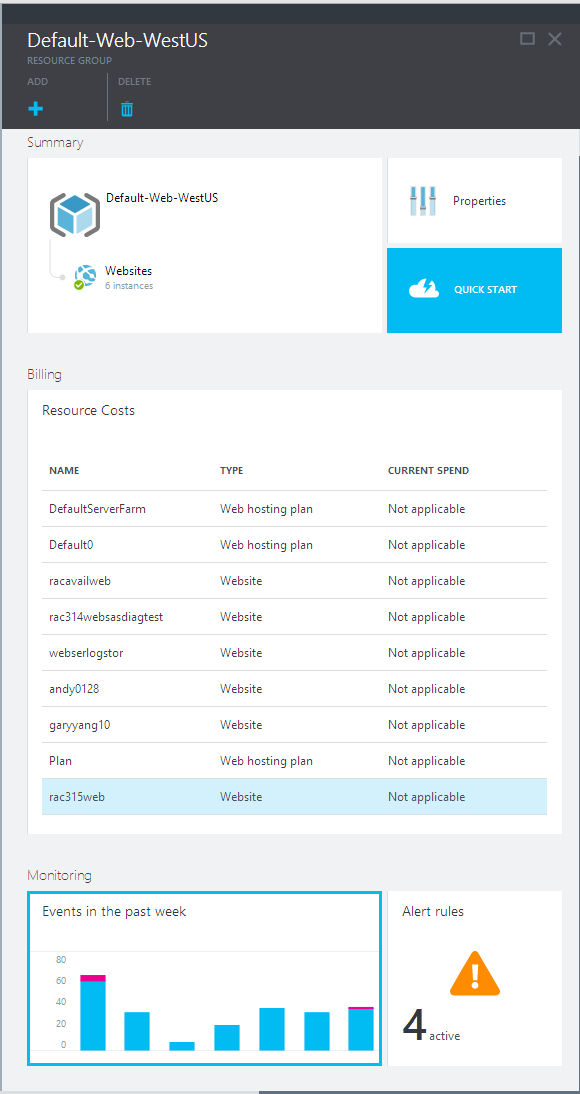 Default-Web-WestUS
RESOURCE GROUP
ADD DELETE
Summary
Default-Web-WestUS
Websites
6 instances
Properties
QUICK START
Billing
Resource Costs
NAME TYPE CURRENT SPEND
DefaultServerFarm Web hosting plan Not applicable
Default0 Web hosting plan Not applicable
racavailweb Website Not applicable
rac314websasdiagtest Website Not applicable
webserlogstor Website Not applicable
andy0128 Website Not applicable
garyyang10 Website Not applicable
Plan Web hosting plan Not applicable
rac315web Website Not applicable
Monitoring
Events in the past week
80
60
40
20
0
Alert rules
4 active